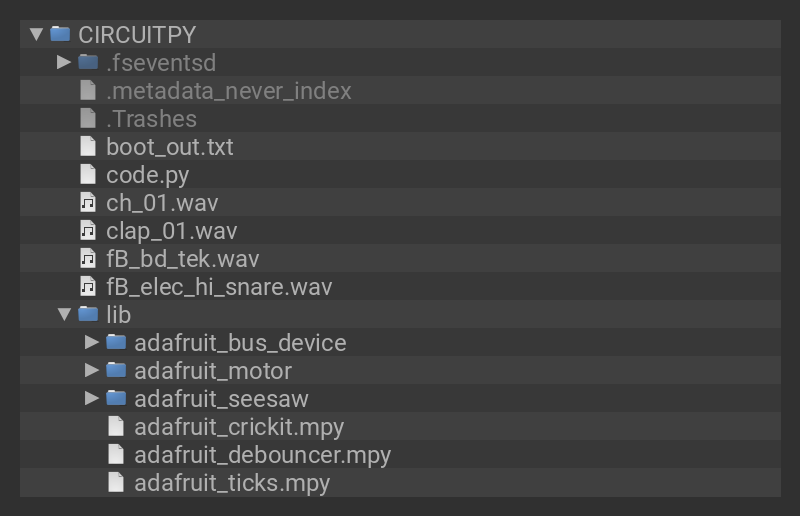 CIRCUITPY
.fseventsd
.metadata_never_index
.Trashes
boot_out.txt
code.py
ch_01.wav
clap_01.wav
fB_bd_tek.wav
fB_elec_hi_snare.wav
lib
adafruit_bus_device
adafruit_motor
adafruit_seesaw
adafruit_crickit.mpy
adafruit_debouncer.mpy
adafruit_ticks.mpy